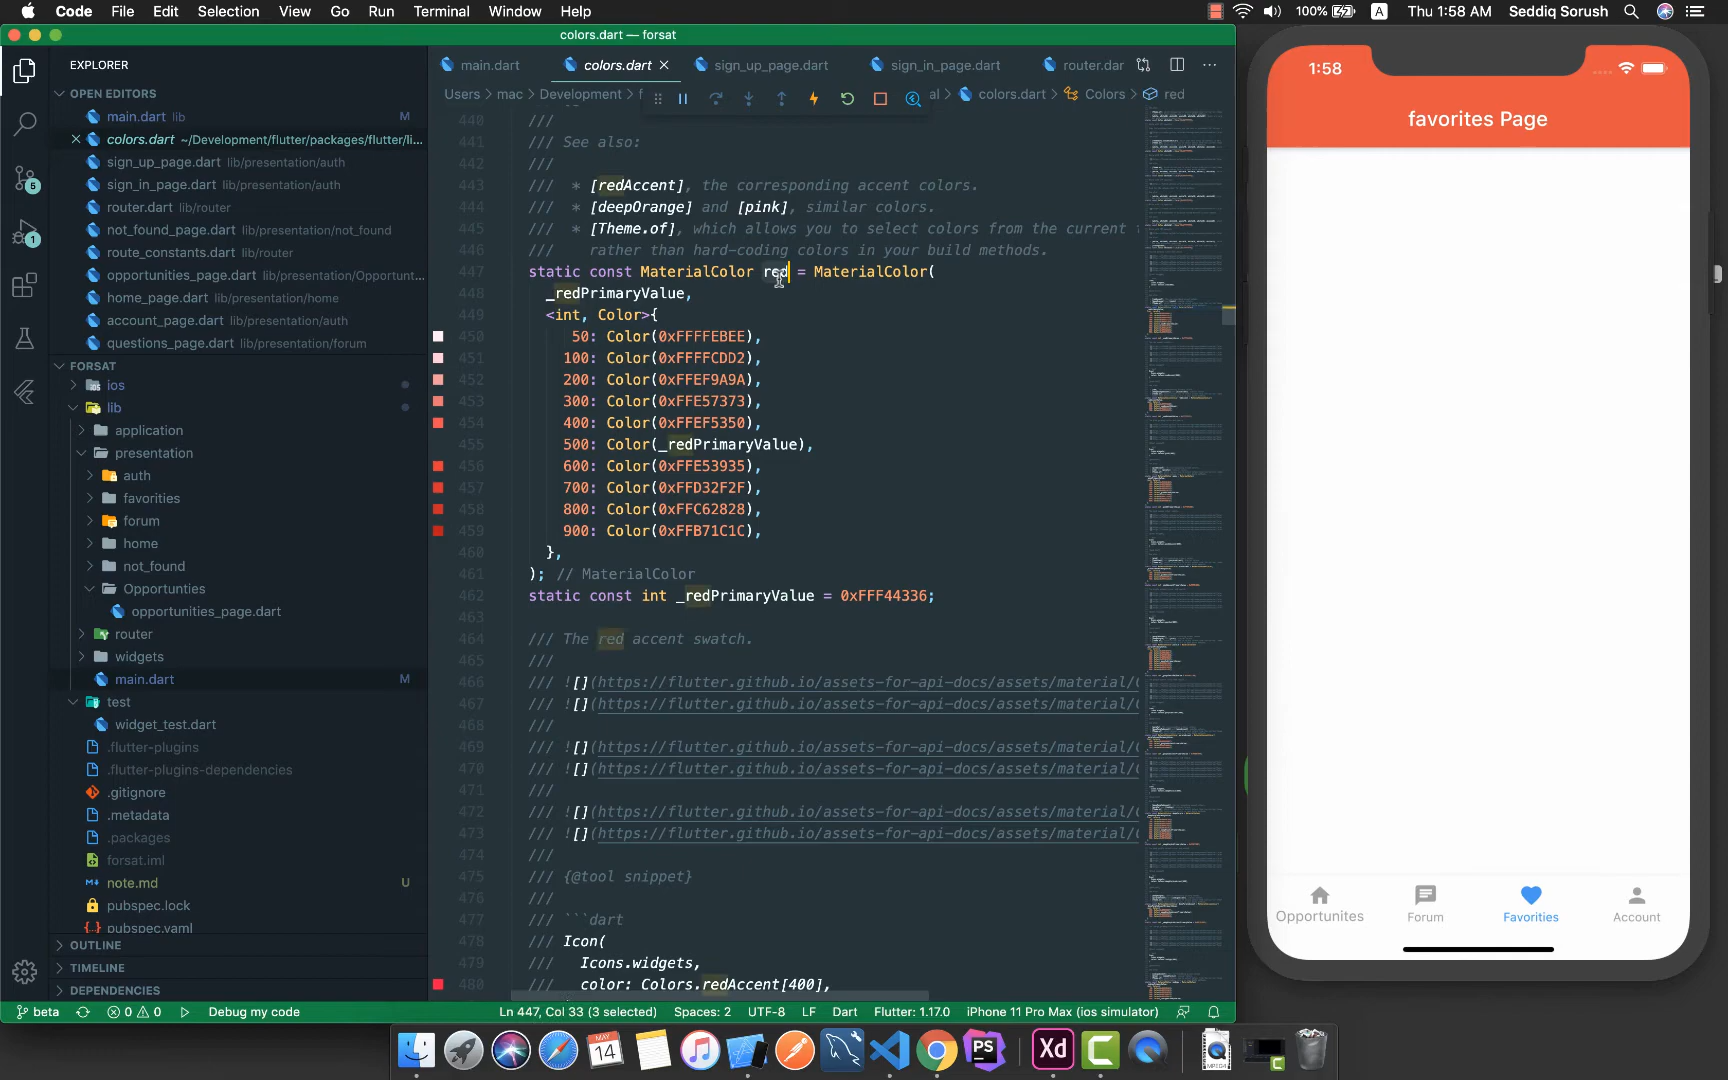 Code File Edit Selection View Go Run Terminal Window Help
100% A Thu 1:58 AM Seddiq Sorush
colors.dart — forsat
EXPLORER
OPEN EDITORS
main.dart lib M
colors.dart ~/Development/flutter/packages/flutter/li...
sign_up_page.dart lib/presentation/auth
sign_in_page.dart lib/presentation/auth
router.dart lib/router
not_found_page.dart lib/presentation/not_found
route_constants.dart lib/router
opportunities_page.dart lib/presentation/Opportunt...
home_page.dart lib/presentation/home
account_page.dart lib/presentation/account
questions_page.dart lib/presentation/forum
FORSAT
ios
lib
application
presentation
auth
favorities
forum
home
not_found
Opportunties
opportunities_page.dart
router
widgets
main.dart M
test
widget_test.dart
.flutter-plugins
.flutter-plugins-dependencies
.gitignore
.metadata
.packages
forsat.iml
note.md U
pubspec.lock
pubspec.yaml
OUTLINE
TIMELINE
DEPENDENCIES
5
1
main.dart colors.dart sign_up_page.dart sign_in_page.dart router.dar
Users > mac > Development > f al > colors.dart > Colors > red
440 ///
441 /// See also:
442 ///
443 /// * [redAccent], the corresponding accent colors.
444 /// * [deepOrange] and [pink], similar colors.
445 /// * [Theme.of], which allows you to select colors from the current t
446 /// rather than hard-coding colors in your build methods.
447 static const MaterialColor red = MaterialColor(
448 _redPrimaryValue,
449 <int, Color>{
450 50: Color(0xFFFFEBEE),
451 100: Color(0xFFFFCDD2),
452 200: Color(0xFFEF9A9A),
453 300: Color(0xFFE57373),
454 400: Color(0xFFEF5350),
455 500: Color(_redPrimaryValue),
456 600: Color(0xFFE53935),
457 700: Color(0xFFD32F2F),
458 800: Color(0xFFC62828),
459 900: Color(0xFFB71C1C),
460 },
461 ); // MaterialColor
462 static const int _redPrimaryValue = 0xFFF44336;
463
464 /// The red accent swatch.
465 ///
466 /// ![](https://flutter.github.io/assets-for-api-docs/assets/material/C
467 /// ![](https://flutter.github.io/assets-for-api-docs/assets/material/C
468 ///
469 /// ![](https://flutter.github.io/assets-for-api-docs/assets/material/C
470 /// ![](https://flutter.github.io/assets-for-api-docs/assets/material/C
471 ///
472 /// ![](https://flutter.github.io/assets-for-api-docs/assets/material/C
473 /// ![](https://flutter.github.io/assets-for-api-docs/assets/material/C
474 ///
475 /// {@tool snippet}
476 ///
477 /// ```dart
478 /// Icon(
479 /// Icons.widgets,
480 /// color: Colors.redAccent[400],
beta 0 0 Debug my code Ln 447, Col 33 (3 selected) Spaces: 2 UTF-8 LF Dart Flutter: 1.17.0 iPhone 11 Pro Max (ios simulator)
1:58
favorites Page
Opportunites Forum Favorities Account
MAY 14
PS
Xd
C
MPEG4